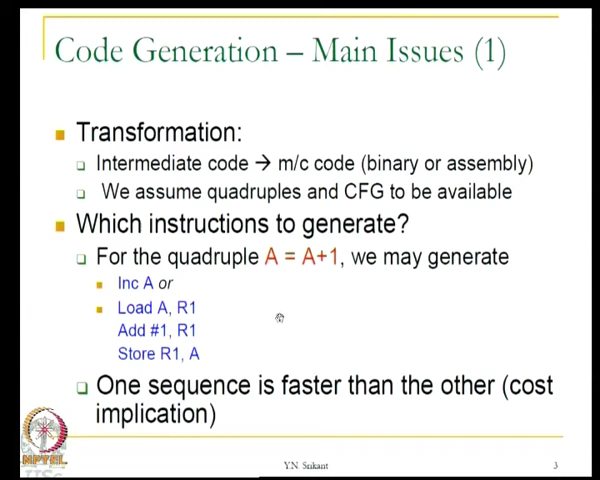 Code Generation – Main Issues (1)
Transformation:
Intermediate code → m/c code (binary or assembly)
We assume quadruples and CFG to be available
Which instructions to generate?
For the quadruple A = A+1, we may generate
Inc A or
Load A, R1
Add #1, R1
Store R1, A
One sequence is faster than the other (cost
implication)
NPTEL
Y.N. Srikant
3